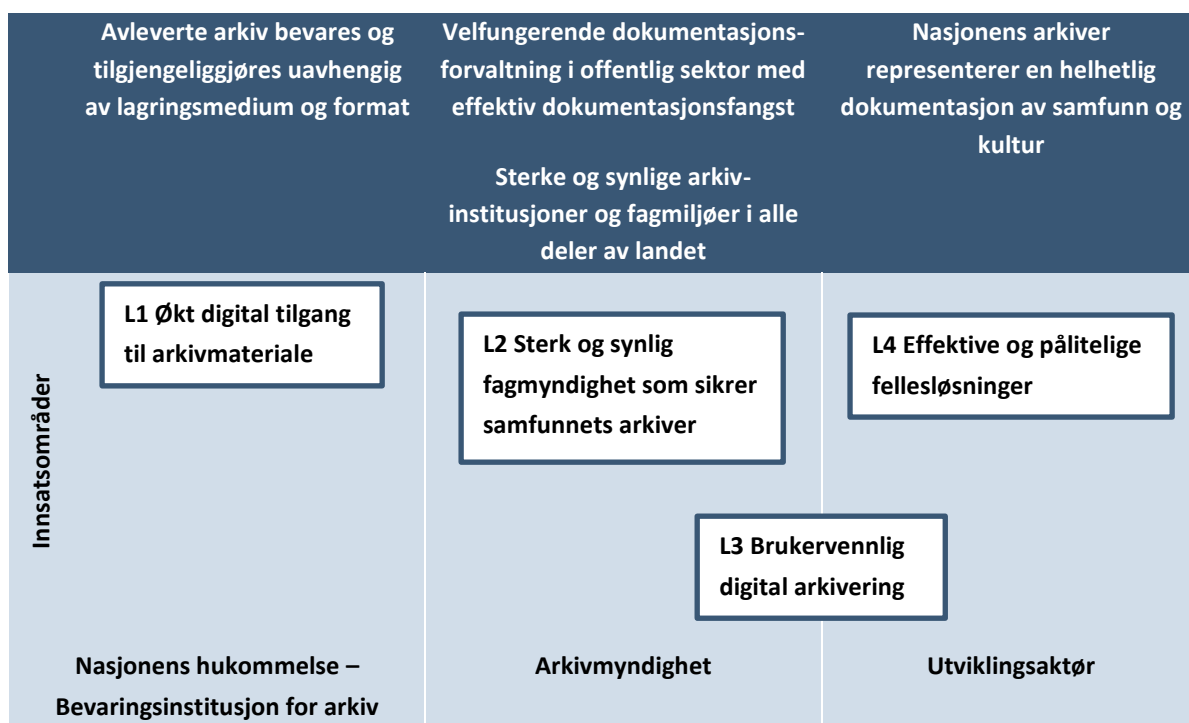 Avleverte arkiv bevares og
tilgjengeliggjøres uavhengig
av lagringsmedium og format
Velfungerende dokumentasjons-
forvaltning i offentlig sektor med
effektiv dokumentasjonsfangst
Sterke og synlige arkiv-
institusjoner og fagmiljøer i alle
deler av landet
Nasjonens arkiver
representerer en helhetlig
dokumentasjon av samfunn og
kultur
Innsatsområder
L1 Økt digital tilgang
til arkivmateriale
L2 Sterk og synlig
fagmyndighet som sikrer
samfunnets arkiver
L4 Effektive og pålitelige
fellesløsninger
L3 Brukervennlig
digital arkivering
Nasjonens hukommelse –
Bevaringsinstitusjon for arkiv
Arkivmyndighet
Utviklingsaktør